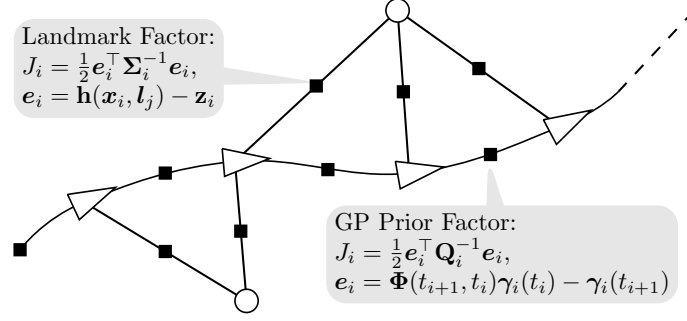 Landmark Factor:
$J_i = \frac{1}{2} \boldsymbol{e}_i^\top \boldsymbol{\Sigma}_i^{-1} \boldsymbol{e}_i,$
$\boldsymbol{e}_i = \mathbf{h}(\boldsymbol{x}_i, \boldsymbol{l}_j) - \mathbf{z}_i$
GP Prior Factor:
$J_i = \frac{1}{2} \boldsymbol{e}_i^\top \mathbf{Q}_i^{-1} \boldsymbol{e}_i,$
$\boldsymbol{e}_i = \boldsymbol{\Phi}(t_{i+1}, t_i) \boldsymbol{\gamma}_i(t_i) - \boldsymbol{\gamma}_i(t_{i+1})$